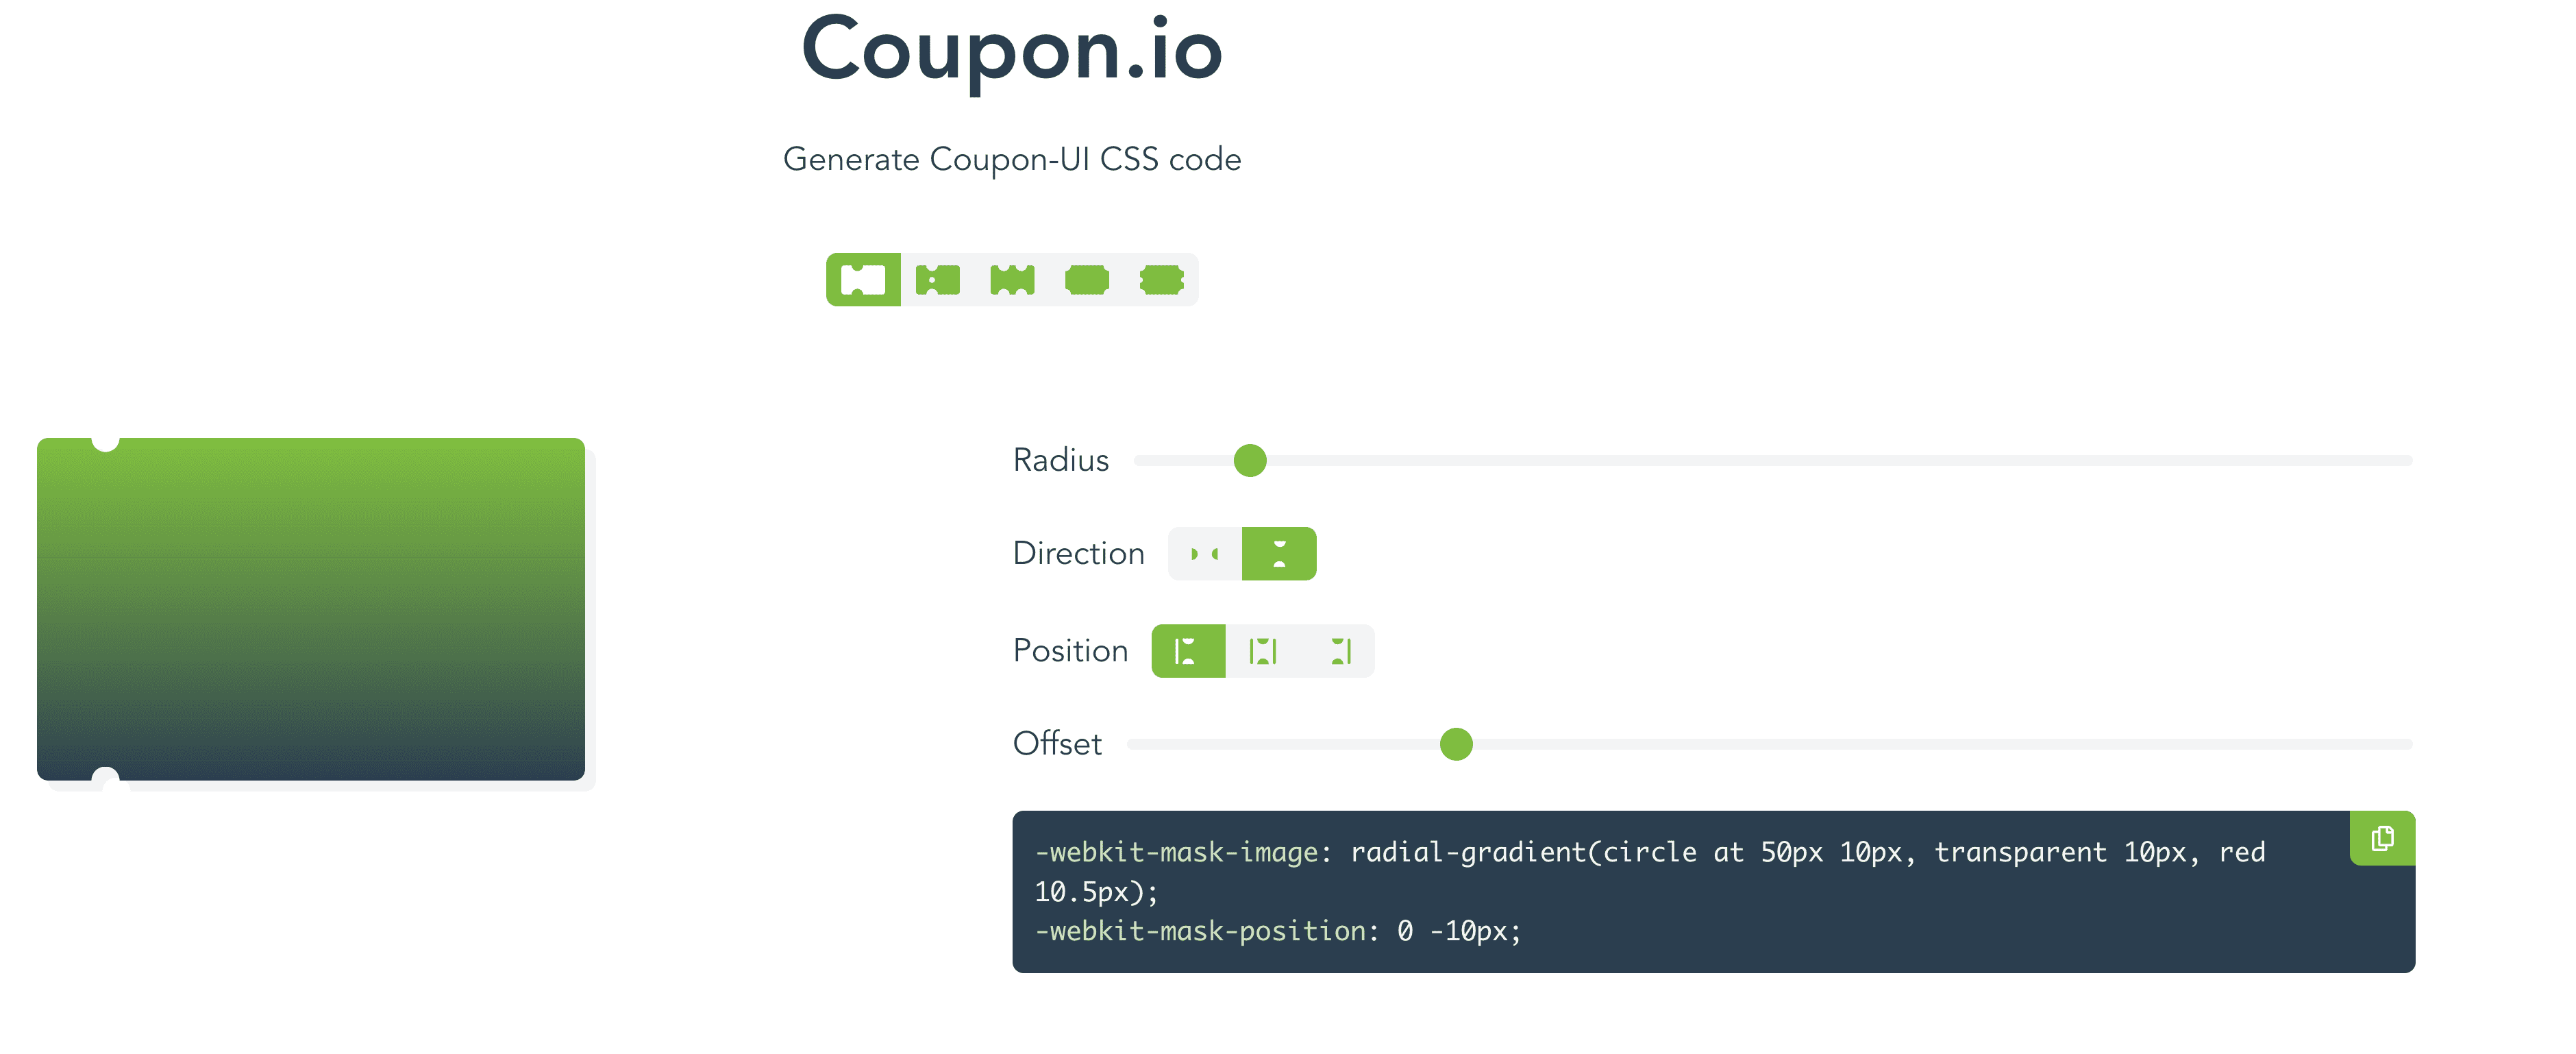 Coupon.io
Generate Coupon-UI CSS code
Radius
Direction
Position
Offset
-webkit-mask-image: radial-gradient(circle at 50px 10px, transparent 10px, red
10.5px);
-webkit-mask-position: 0 -10px;